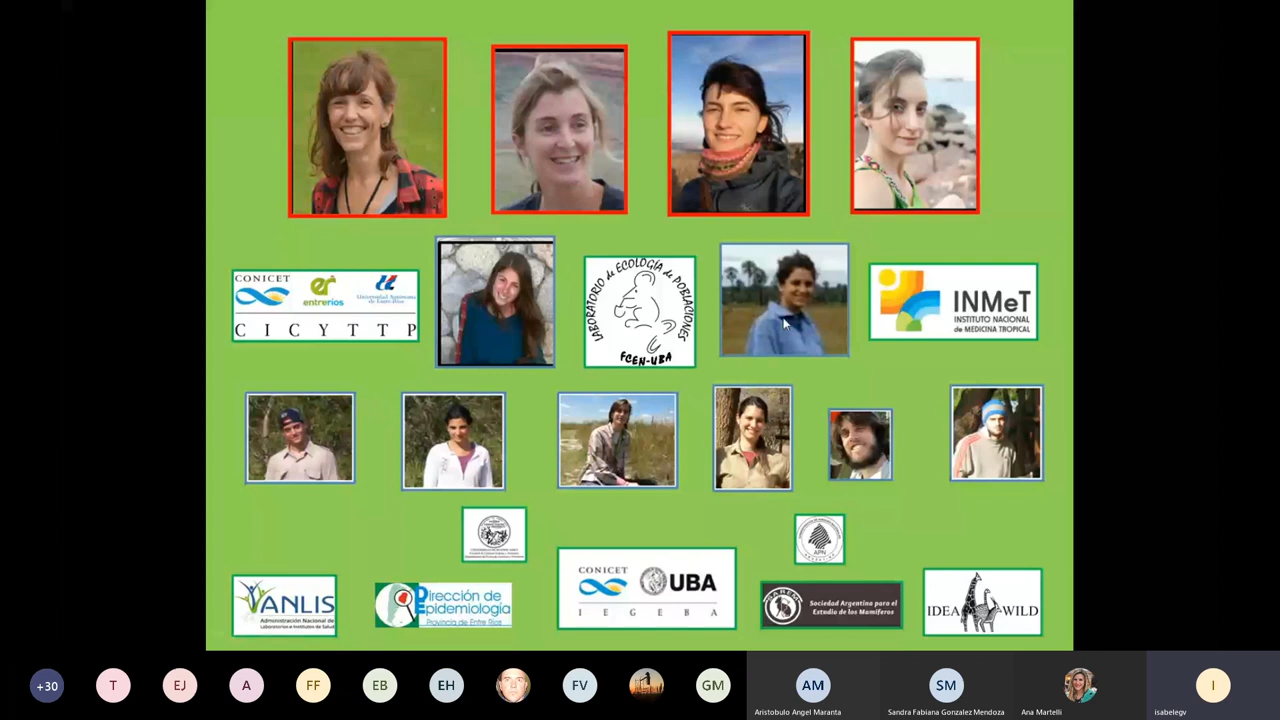 CONICET
entreríos
Universidad Autónoma
de Entre Ríos
CICYTTP
LABORATORIO de ECOLOGÍA de POBLACIONES
FCEN-UBA
INMeT
INSTITUTO NACIONAL
de MEDICINA TROPICAL
ANLIS
Administración Nacional de
Laboratorios e Institutos de Salud
Dirección de
Epidemiología
Provincia de Entre Ríos
CONICET
UBA
IEGEBA
APN
SAREM
Sociedad Argentina para el
Estudio de los Mamíferos
IDEA WILD
+30
T
EJ
A
FF
EB
EH
FV
GM
AM
SM
I
Aristobulo Angel Maranta
Sandra Fabiana Gonzalez Mendoza
Ana Martelli
isabelegv